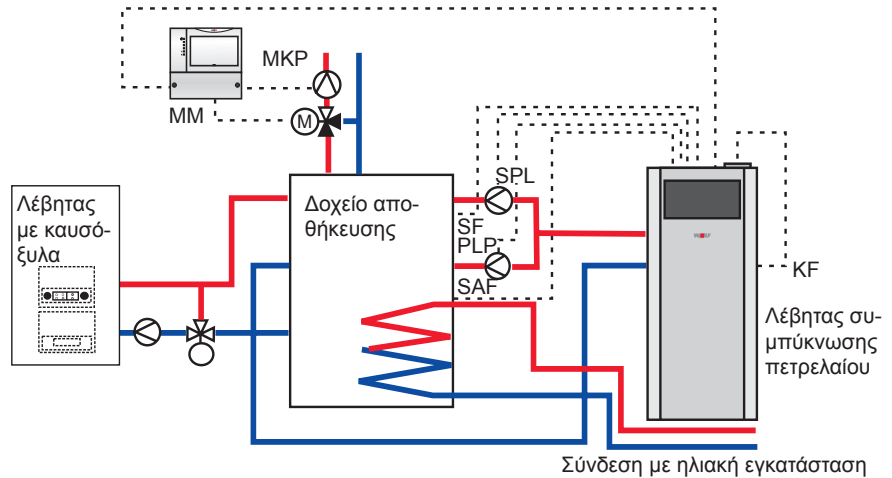 MKP
MM
M
Λέβητας
με καυσό-
ξυλα
Δοχείο απο-
θήκευσης
SPL
SF
PLP
SAF
WOLF
KF
Λέβητας συ-
μπύκνωσης
πετρελαίου
Σύνδεση με ηλιακή εγκατάσταση